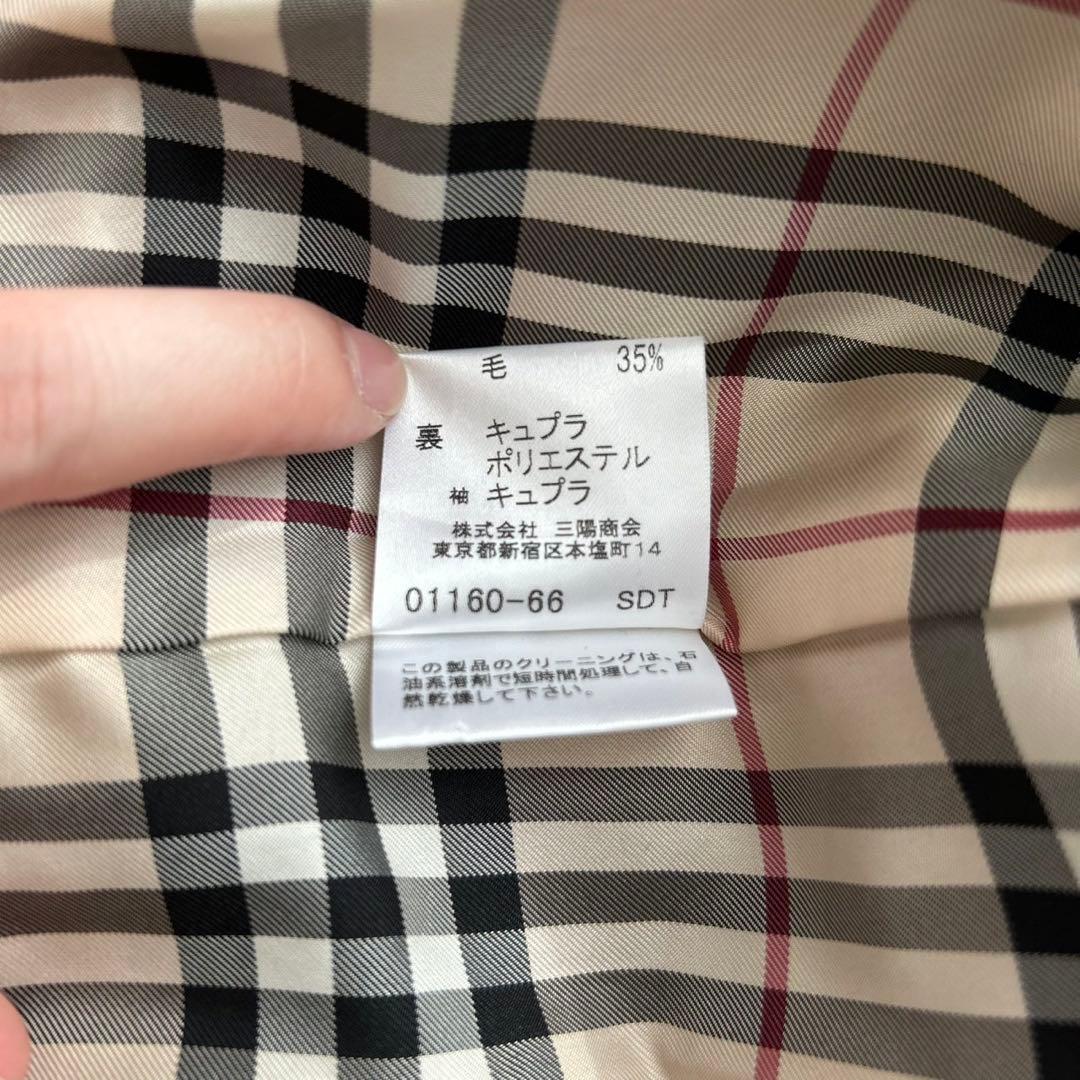 毛 35%
裏 キュプラ
ポリエステル
袖 キュプラ
株式会社 三陽商会
東京都新宿区本塩町14
01160-66 SDT
この製品のクリーニングは、石
油系溶剤で短時間処理して、自
然乾燥して下さい。